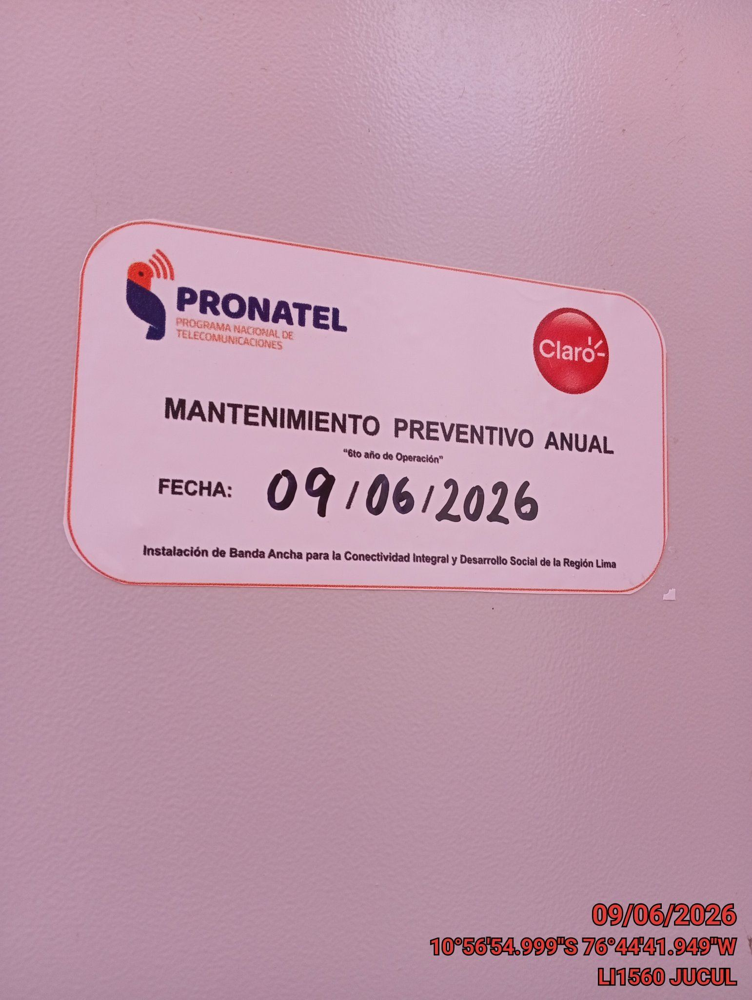 PRONATEL
PROGRAMA NACIONAL DE
TELECOMUNICACIONES
Claro
MANTENIMIENTO PREVENTIVO ANUAL
“6to año de Operación”
FECHA: 09/06/2026
Instalación de Banda Ancha para la Conectividad Integral y Desarrollo Social de la Región Lima
09/06/2026
10°56'54.999"S 76°44'41.949"W
LI1560 JUCUL